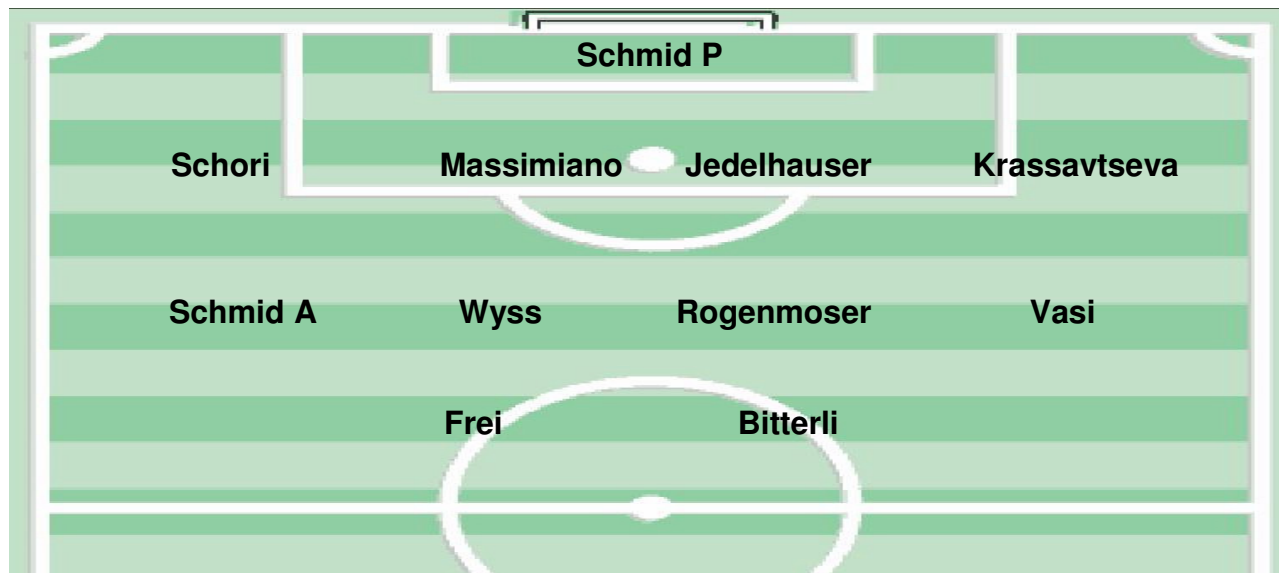 Schmid P
Schori Massimiano Jedelhauser Krassavtseva
Schmid A Wyss Rogenmoser Vasi
Frei Bitterli